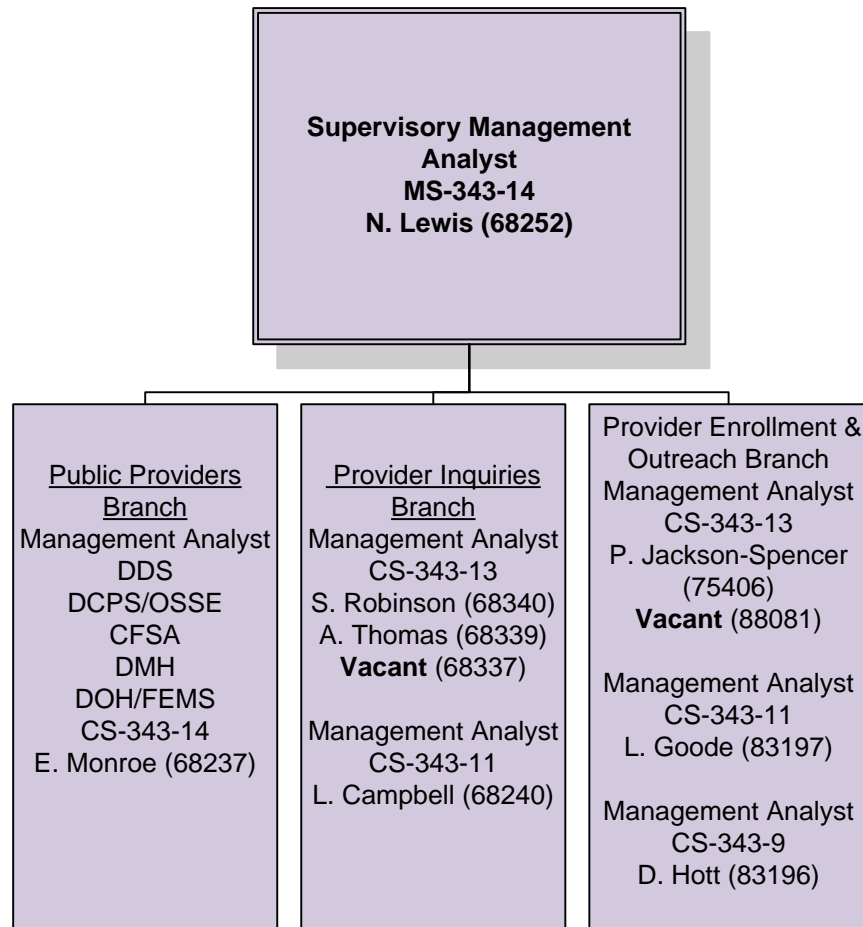 Supervisory Management
Analyst
MS-343-14
N. Lewis (68252)
Public Providers
Branch
Management Analyst
DDS
DCPS/OSSE
CFSA
DMH
DOH/FEMS
CS-343-14
E. Monroe (68237)
Provider Inquiries
Branch
Management Analyst
CS-343-13
S. Robinson (68340)
A. Thomas (68339)
Vacant (68337)
Management Analyst
CS-343-11
L. Campbell (68240)
Provider Enrollment &
Outreach Branch
Management Analyst
CS-343-13
P. Jackson-Spencer
(75406)
Vacant (88081)
Management Analyst
CS-343-11
L. Goode (83197)
Management Analyst
CS-343-9
D. Hott (83196)